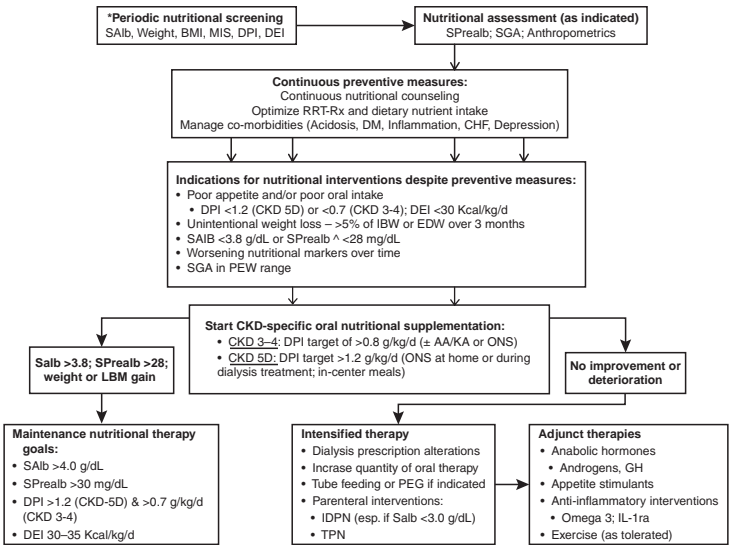 *Periodic nutritional screening
SAlb, Weight, BMI, MIS, DPI, DEI
Nutritional assessment (as indicated)
SPrealb; SGA; Anthropometrics
Continuous preventive measures:
Continuous nutritional counseling
Optimize RRT-Rx and dietary nutrient intake
Manage co-morbidities (Acidosis, DM, Inflammation, CHF, Depression)
Indications for nutritional interventions despite preventive measures:
• Poor appetite and/or poor oral intake
• DPI <1.2 (CKD 5D) or <0.7 (CKD 3-4); DEI <30 Kcal/kg/d
• Unintentional weight loss – >5% of IBW or EDW over 3 months
• SAlB <3.8 g/dL or SPrealb ^ <28 mg/dL
• Worsening nutritional markers over time
• SGA in PEW range
Start CKD-specific oral nutritional supplementation:
• CKD 3–4: DPI target of >0.8 g/kg/d (± AA/KA or ONS)
• CKD 5D: DPI target >1.2 g/kg/d (ONS at home or during
dialysis treatment; in-center meals)
Salb >3.8; SPrealb >28;
weight or LBM gain
No improvement or
deterioration
Maintenance nutritional therapy
goals:
• SAlb >4.0 g/dL
• SPrealb >30 mg/dL
• DPI >1.2 (CKD-5D) & >0.7 g/kg/d
(CKD 3-4)
• DEI 30–35 Kcal/kg/d
Intensified therapy
• Dialysis prescription alterations
• Incrase quantity of oral therapy
• Tube feeding or PEG if indicated
• Parenteral interventions:
• IDPN (esp. if Salb <3.0 g/dL)
• TPN
Adjunct therapies
• Anabolic hormones
• Androgens, GH
• Appetite stimulants
• Anti-inflammatory interventions
• Omega 3; IL-1ra
• Exercise (as tolerated)